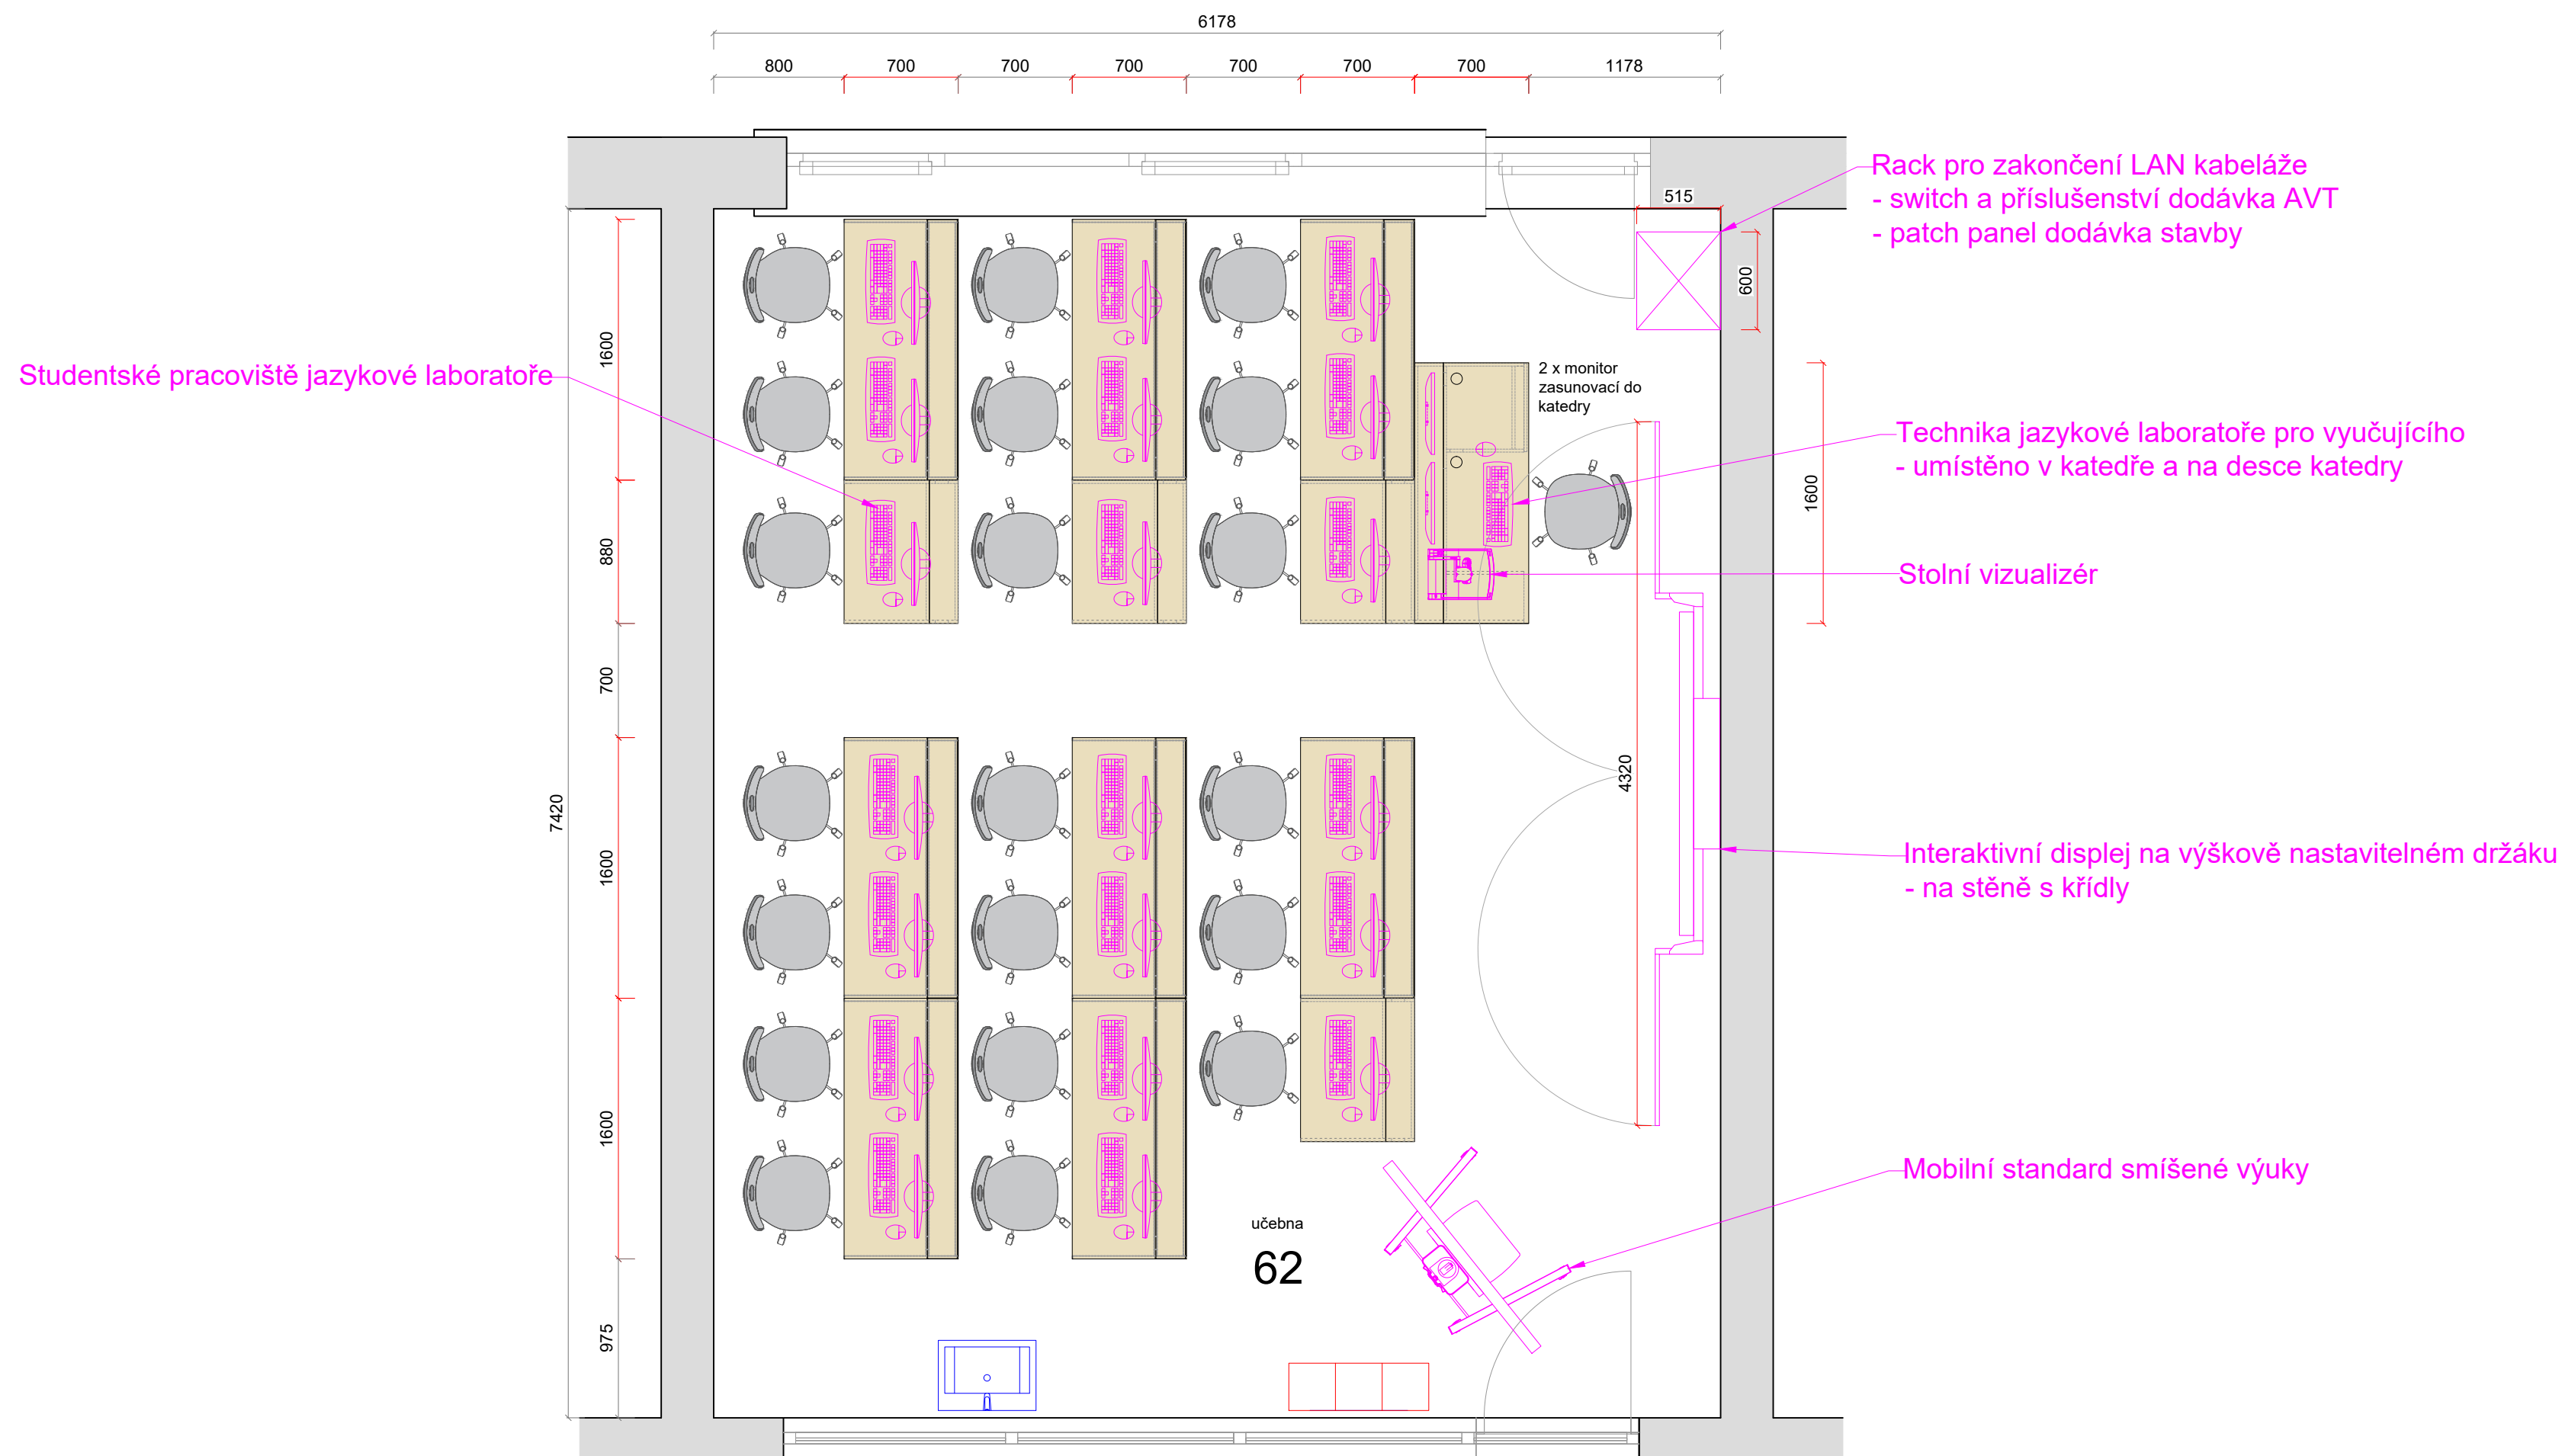 6178
800
700
700
700
700
700
700
1178
Rack pro zakončení LAN kabeláže
- switch a příslušenství dodávka AVT
- patch panel dodávka stavby
515
600
1600
Studentské pracoviště jazykové laboratoře
2 x monitor
zasunovací do
katedry
Technika jazykové laboratoře pro vyučujícího
- umístěno v katedře a na desce katedry
1600
880
Stolní vizualizér
700
4320
7420
1600
Interaktivní displej na výškově nastavitelném držáku
- na stěně s křídly
1600
Mobilní standard smíšené výuky
učebna
62
975